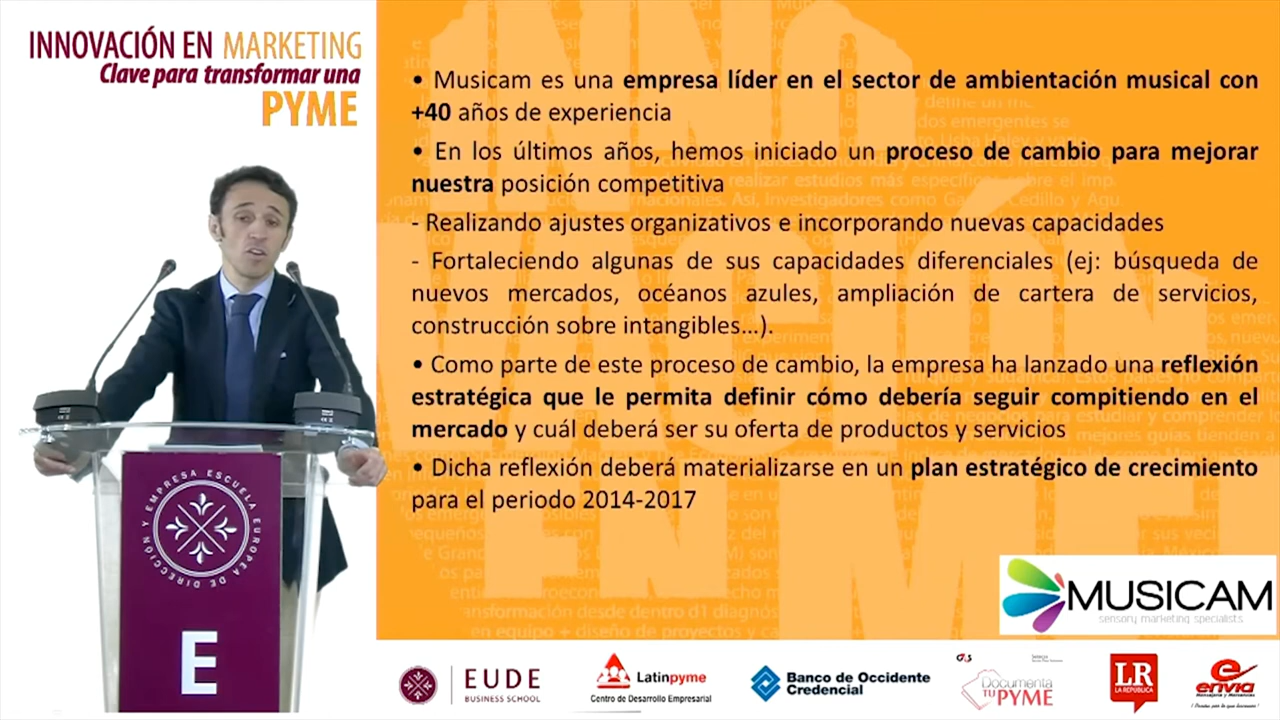 INNOVACIÓN EN MARKETING
Clave para transformar una
PYME
• Musicam es una empresa líder en el sector de ambientación musical con
+40 años de experiencia
• En los últimos años, hemos iniciado un proceso de cambio para mejorar
nuestra posición competitiva
- Realizando ajustes organizativos e incorporando nuevas capacidades
- Fortaleciendo algunas de sus capacidades diferenciales (ej: búsqueda de
nuevos mercados, océanos azules, ampliación de cartera de servicios,
construcción sobre intangibles...).
• Como parte de este proceso de cambio, la empresa ha lanzado una reflexión
estratégica que le permita definir cómo debería seguir compitiendo en el
mercado y cuál deberá ser su oferta de productos y servicios
• Dicha reflexión deberá materializarse en un plan estratégico de crecimiento
para el periodo 2014-2017
MUSICAM
sensory marketing specialists
ESCUELA EUROPEA DE DIRECCIÓN Y EMPRESA
E
EUDE
BUSINESS SCHOOL
Latinpyme
Centro de Desarrollo Empresarial
Banco de Occidente
Credencial
G4S
Documenta
TU PYME
LR
LA REPÚBLICA
envía